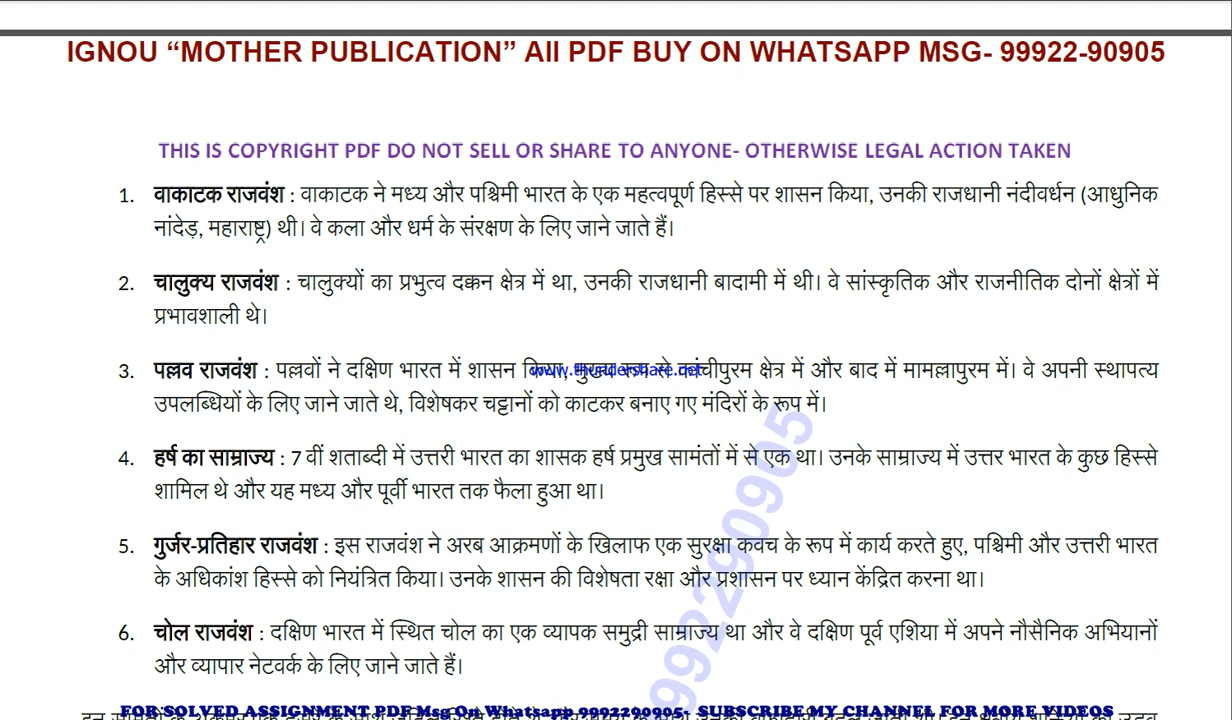 IGNOU “MOTHER PUBLICATION” All PDF BUY ON WHATSAPP MSG- 99922-90905
THIS IS COPYRIGHT PDF DO NOT SELL OR SHARE TO ANYONE- OTHERWISE LEGAL ACTION TAKEN
1. वाकाटक राजवंश : वाकाटक ने मध्य और पश्चिमी भारत के एक महत्वपूर्ण हिस्से पर शासन किया, उनकी राजधानी नंदीवर्धन (आधुनिक
नांदेड़, महाराष्ट्र) थी। वे कला और धर्म के संरक्षण के लिए जाने जाते हैं।
2. चालुक्य राजवंश : चालुक्यों का प्रभुत्व दक्कन क्षेत्र में था, उनकी राजधानी बादामी में थी। वे सांस्कृतिक और राजनीतिक दोनों क्षेत्रों में
प्रभावशाली थे।
3. पल्लव राजवंश : पल्लवों ने दक्षिण भारत में शासन किया, मुख्य रूप से कांचीपुरम क्षेत्र में और बाद में मामल्लापुरम में। वे अपनी स्थापत्य
www.thundershare.net
उपलब्धियों के लिए जाने जाते थे, विशेषकर चट्टानों को काटकर बनाए गए मंदिरों के रूप में।
4. हर्ष का साम्राज्य : 7 वीं शताब्दी में उत्तरी भारत का शासक हर्ष प्रमुख सामंतों में से एक था। उनके साम्राज्य में उत्तर भारत के कुछ हिस्से
शामिल थे और यह मध्य और पूर्वी भारत तक फैला हुआ था।
5. गुर्जर-प्रतिहार राजवंश : इस राजवंश ने अरब आक्रमणों के खिलाफ एक सुरक्षा कवच के रूप में कार्य करते हुए, पश्चिमी और उत्तरी भारत
के अधिकांश हिस्से को नियंत्रित किया। उनके शासन की विशेषता रक्षा और प्रशासन पर ध्यान केंद्रित करना था।
6. चोल राजवंश : दक्षिण भारत में स्थित चोल का एक व्यापक समुद्री साम्राज्य था और वे दक्षिण पूर्व एशिया में अपने नौसैनिक अभियानों
और व्यापार नेटवर्क के लिए जाने जाते हैं।
9992290905
FOR SOLVED ASSIGNMENT PDF Msg On Whatsapp 9992290905- SUBSCRIBE MY CHANNEL FOR MORE VIDEOS